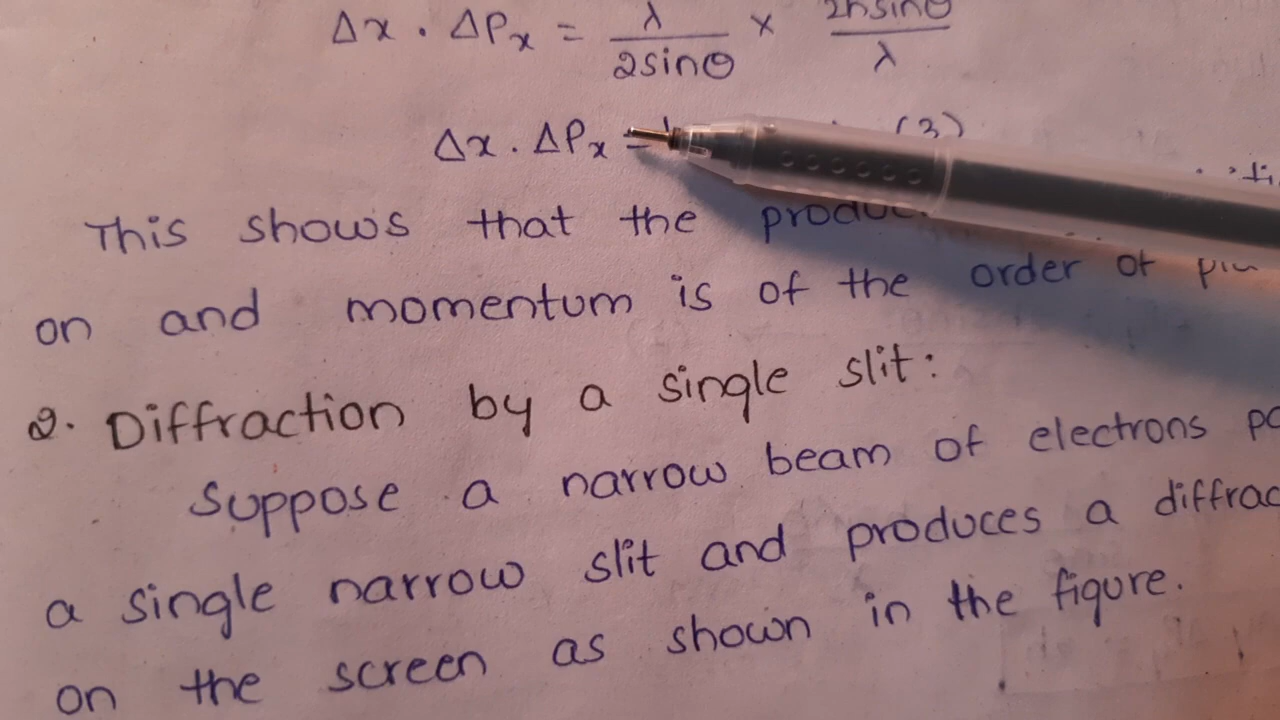 Δx . ΔPx = λ/2sinθ × 2hsinθ/λ
Δx . ΔPx = (3)
This shows that the
on and momentum is of the order of
2. Diffraction by a single slit:
Suppose a narrow beam of electrons
a single narrow slit and produces a
on the screen as shown in the figure.